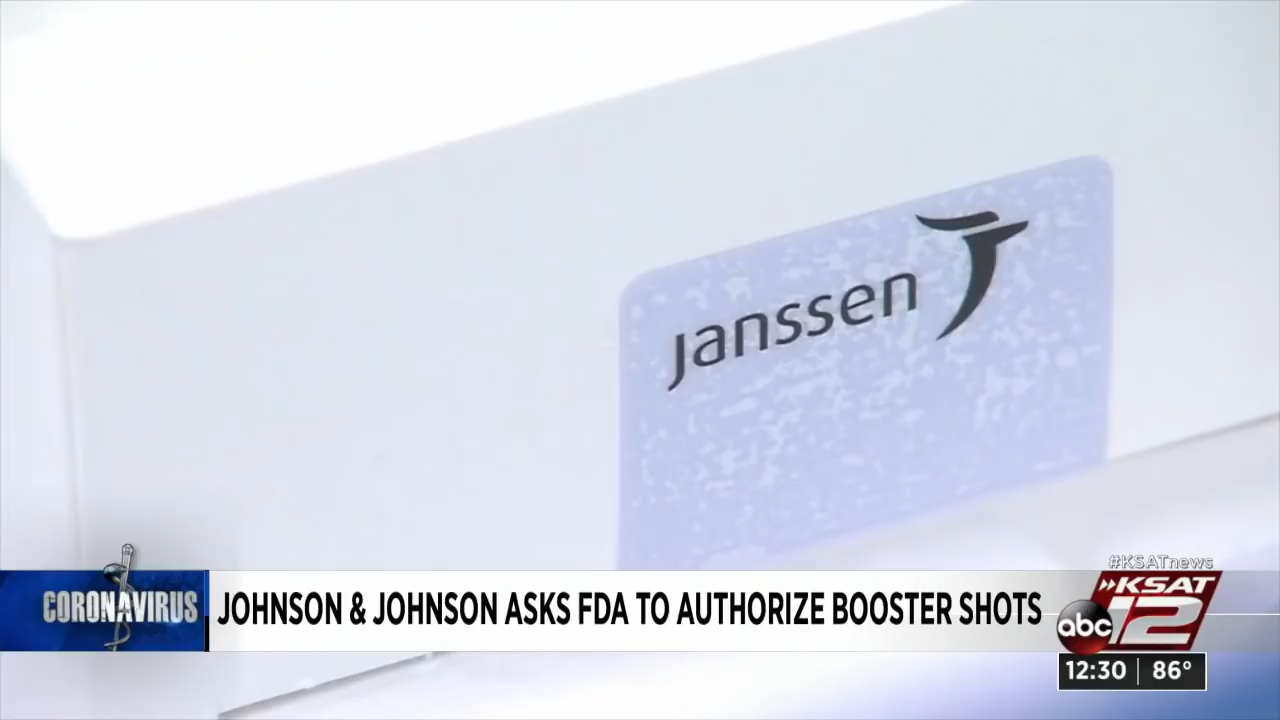 Janssen
#KSATnews
CORONAVIRUS
JOHNSON & JOHNSON ASKS FDA TO AUTHORIZE BOOSTER SHOTS
KSAT
abc 12
12:30 86°